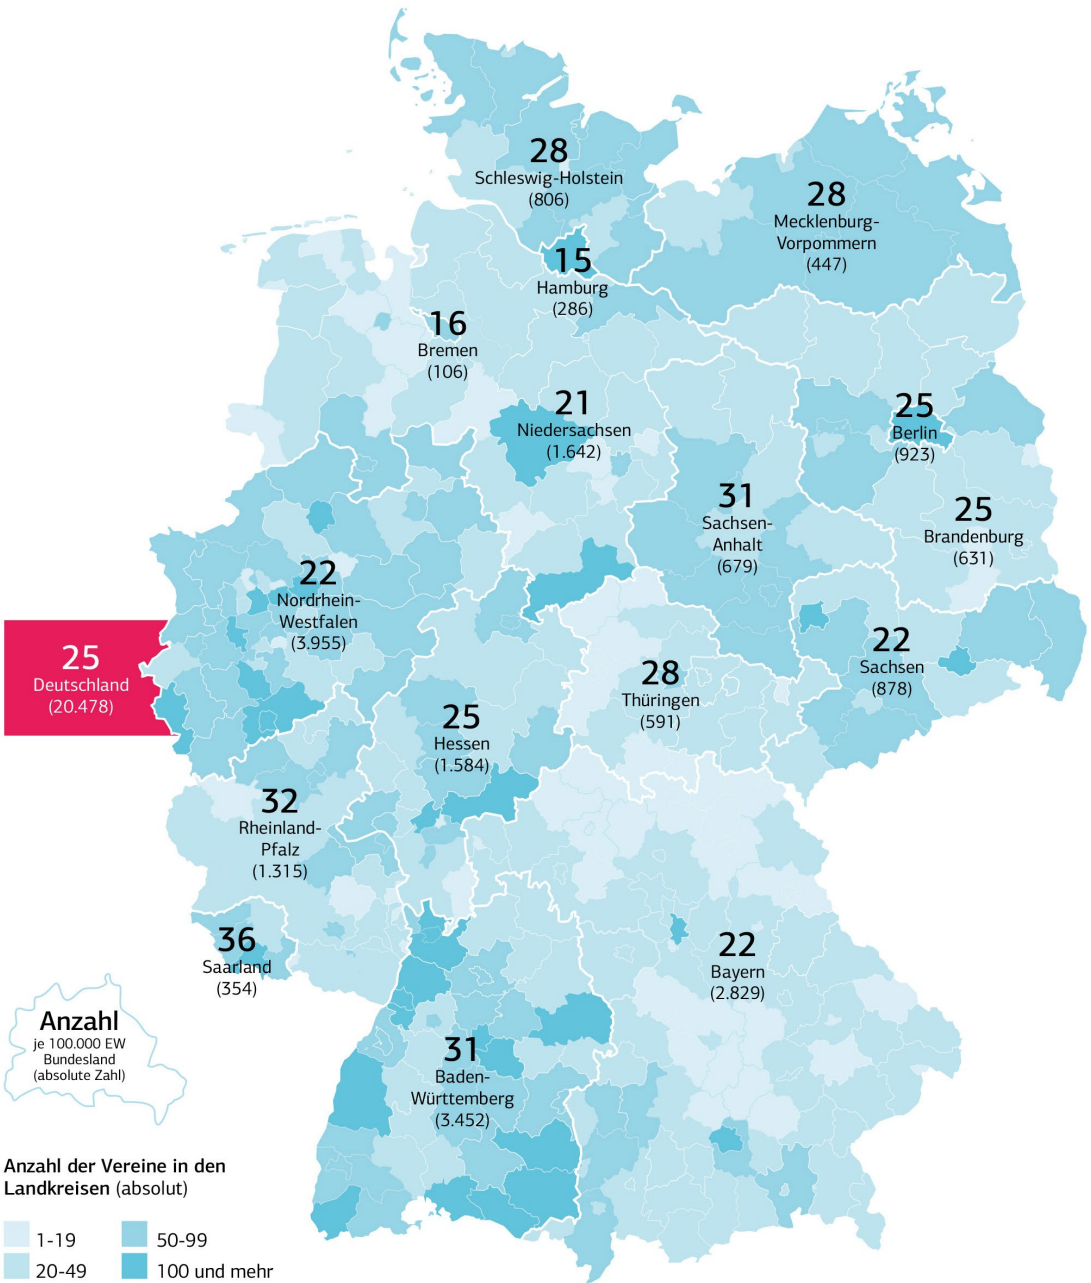 28
Schleswig-Holstein
(806)
28
Mecklenburg-
Vorpommern
(447)
15
Hamburg
(286)
16
Bremen
(106)
21
Niedersachsen
(1.642)
25
Berlin
(923)
31
Sachsen-
Anhalt
(679)
25
Brandenburg
(631)
22
Nordrhein-
Westfalen
(3.955)
25
Deutschland
(20.478)
22
Sachsen
(878)
28
Thüringen
(591)
25
Hessen
(1.584)
32
Rheinland-
Pfalz
(1.315)
36
Saarland
(354)
22
Bayern
(2.829)
31
Baden-
Württemberg
(3.452)
Anzahl
je 100.000 EW
Bundesland
(absolute Zahl)
Anzahl der Vereine in den
Landkreisen (absolut)
1-19
50-99
20-49
100 und mehr